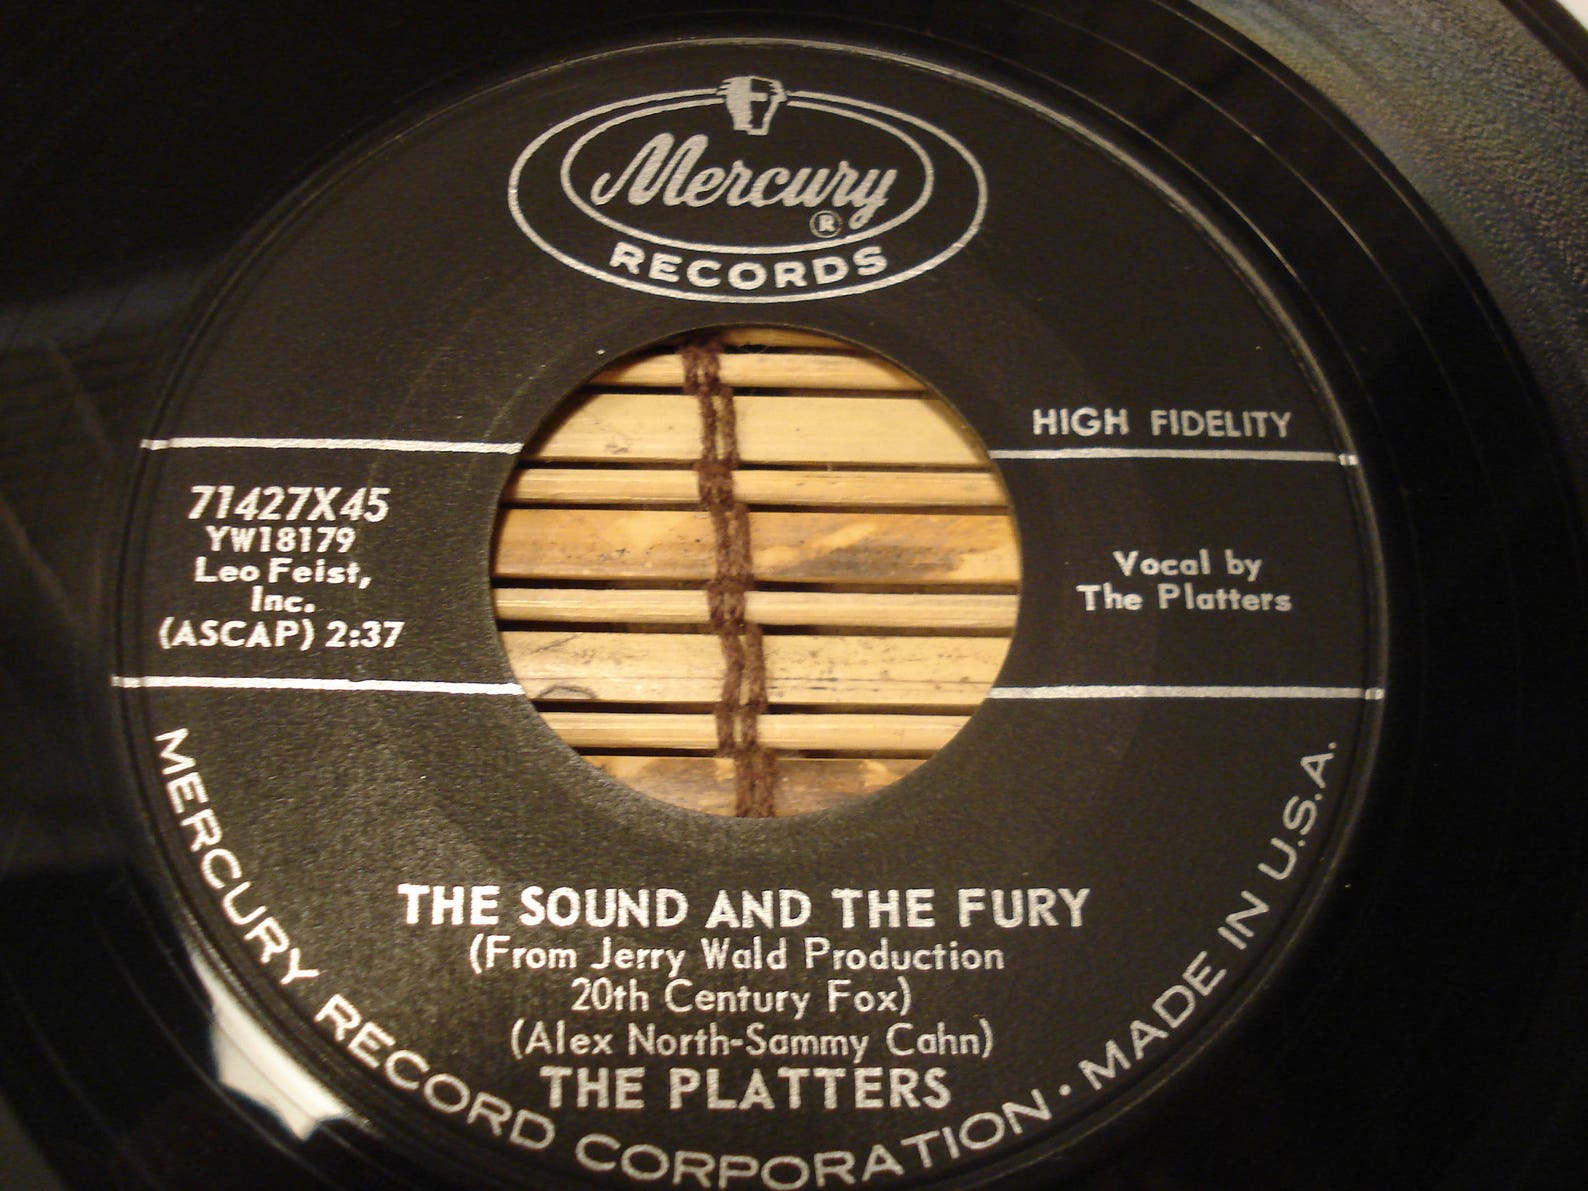 Mercury
®
RECORDS
HIGH FIDELITY
71427X45
YW18179
Leo Feist,
Inc.
(ASCAP) 2:37
Vocal by
The Platters
THE SOUND AND THE FURY
(From Jerry Wald Production
20th Century Fox)
(Alex North-Sammy Cahn)
THE PLATTERS
MERCURY RECORD CORPORATION • MADE IN U.S.A.